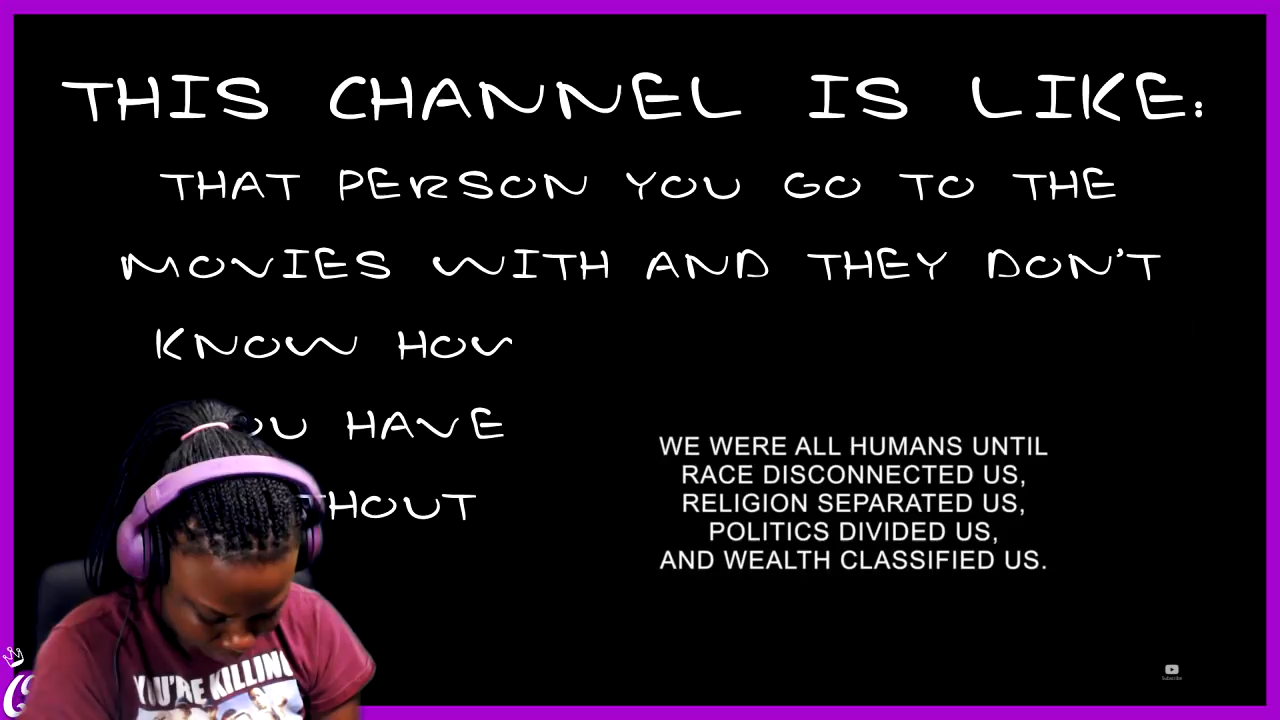 THIS CHANNEL IS LIKE:
THAT PERSON YOU GO TO THE
MOVIES WITH AND THEY DON'T
KNOW HOW
HAVE
WE WERE ALL HUMANS UNTIL
RACE DISCONNECTED US,
RELIGION SEPARATED US,
POLITICS DIVIDED US,
AND WEALTH CLASSIFIED US.
YOU'RE KILLING
Subscribe